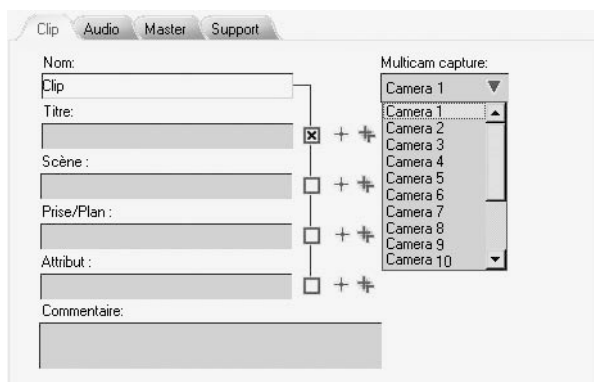 Clip Audio Master Support
Nom:
Clip
Titre:
Scène :
Prise/Plan :
Attribut :
Commentaire:
Multicam capture:
Camera 1
Camera 1
Camera 2
Camera 3
Camera 4
Camera 5
Camera 6
Camera 7
Camera 8
Camera 9
Camera 10